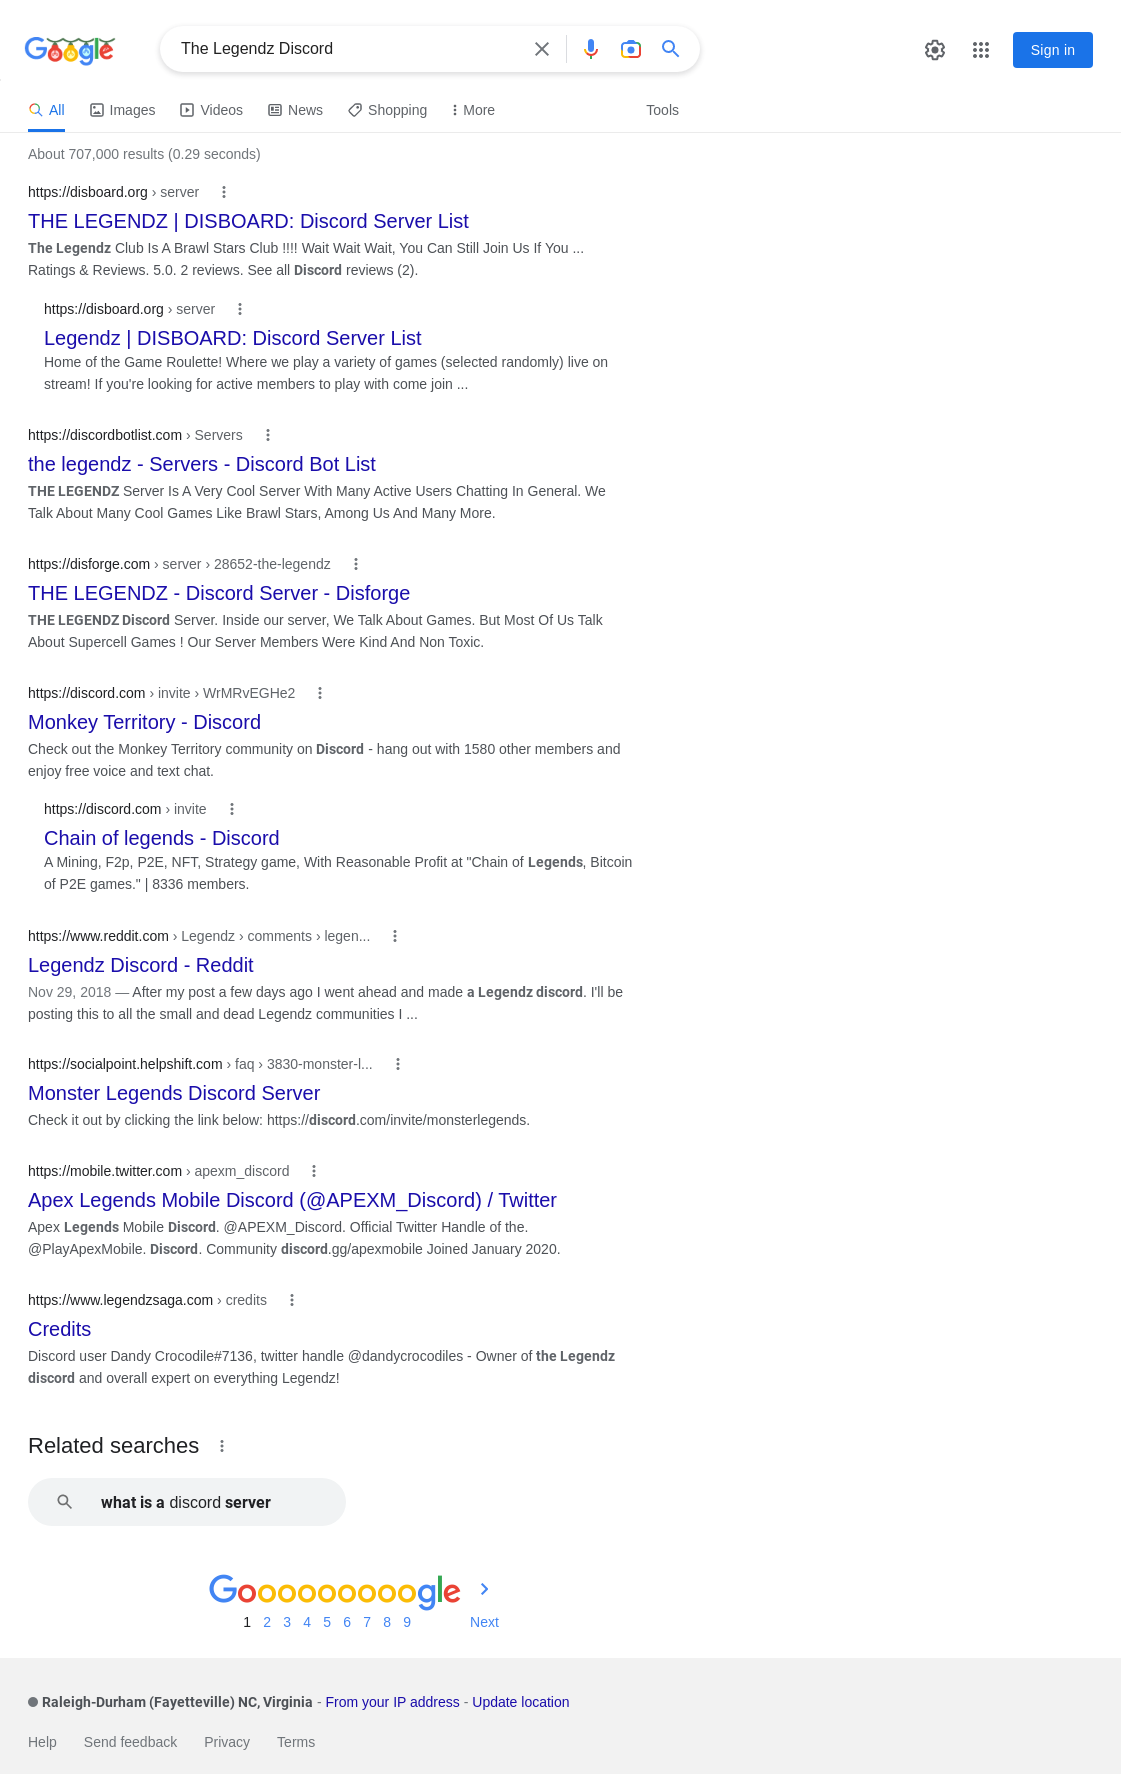 Google
The Legendz Discord
Sign in
All Images Videos News Shopping More Tools
About 707,000 results (0.29 seconds)
https://disboard.org › server
THE LEGENDZ | DISBOARD: Discord Server List
The Legendz Club Is A Brawl Stars Club !!!! Wait Wait Wait, You Can Still Join Us If You ...
Ratings & Reviews. 5.0. 2 reviews. See all Discord reviews (2).
https://disboard.org › server
Legendz | DISBOARD: Discord Server List
Home of the Game Roulette! Where we play a variety of games (selected randomly) live on
stream! If you're looking for active members to play with come join ...
https://discordbotlist.com › Servers
the legendz - Servers - Discord Bot List
THE LEGENDZ Server Is A Very Cool Server With Many Active Users Chatting In General. We
Talk About Many Cool Games Like Brawl Stars, Among Us And Many More.
https://disforge.com › server › 28652-the-legendz
THE LEGENDZ - Discord Server - Disforge
THE LEGENDZ Discord Server. Inside our server, We Talk About Games. But Most Of Us Talk
About Supercell Games ! Our Server Members Were Kind And Non Toxic.
https://discord.com › invite › WrMRvEGHe2
Monkey Territory - Discord
Check out the Monkey Territory community on Discord - hang out with 1580 other members and
enjoy free voice and text chat.
https://discord.com › invite
Chain of legends - Discord
A Mining, F2p, P2E, NFT, Strategy game, With Reasonable Profit at "Chain of Legends, Bitcoin
of P2E games." | 8336 members.
https://www.reddit.com › Legendz › comments › legen...
Legendz Discord - Reddit
Nov 29, 2018 — After my post a few days ago I went ahead and made a Legendz discord. I'll be
posting this to all the small and dead Legendz communities I ...
https://socialpoint.helpshift.com › faq › 3830-monster-l...
Monster Legends Discord Server
Check it out by clicking the link below: https://discord.com/invite/monsterlegends.
https://mobile.twitter.com › apexm_discord
Apex Legends Mobile Discord (@APEXM_Discord) / Twitter
Apex Legends Mobile Discord. @APEXM_Discord. Official Twitter Handle of the.
@PlayApexMobile. Discord. Community discord.gg/apexmobile Joined January 2020.
https://www.legendzsaga.com › credits
Credits
Discord user Dandy Crocodile#7136, twitter handle @dandycrocodiles - Owner of the Legendz
discord and overall expert on everything Legendz!
Related searches
what is a discord server
Goooooooooogle
1 2 3 4 5 6 7 8 9 Next
Raleigh-Durham (Fayetteville) NC, Virginia - From your IP address - Update location
Help Send feedback Privacy Terms